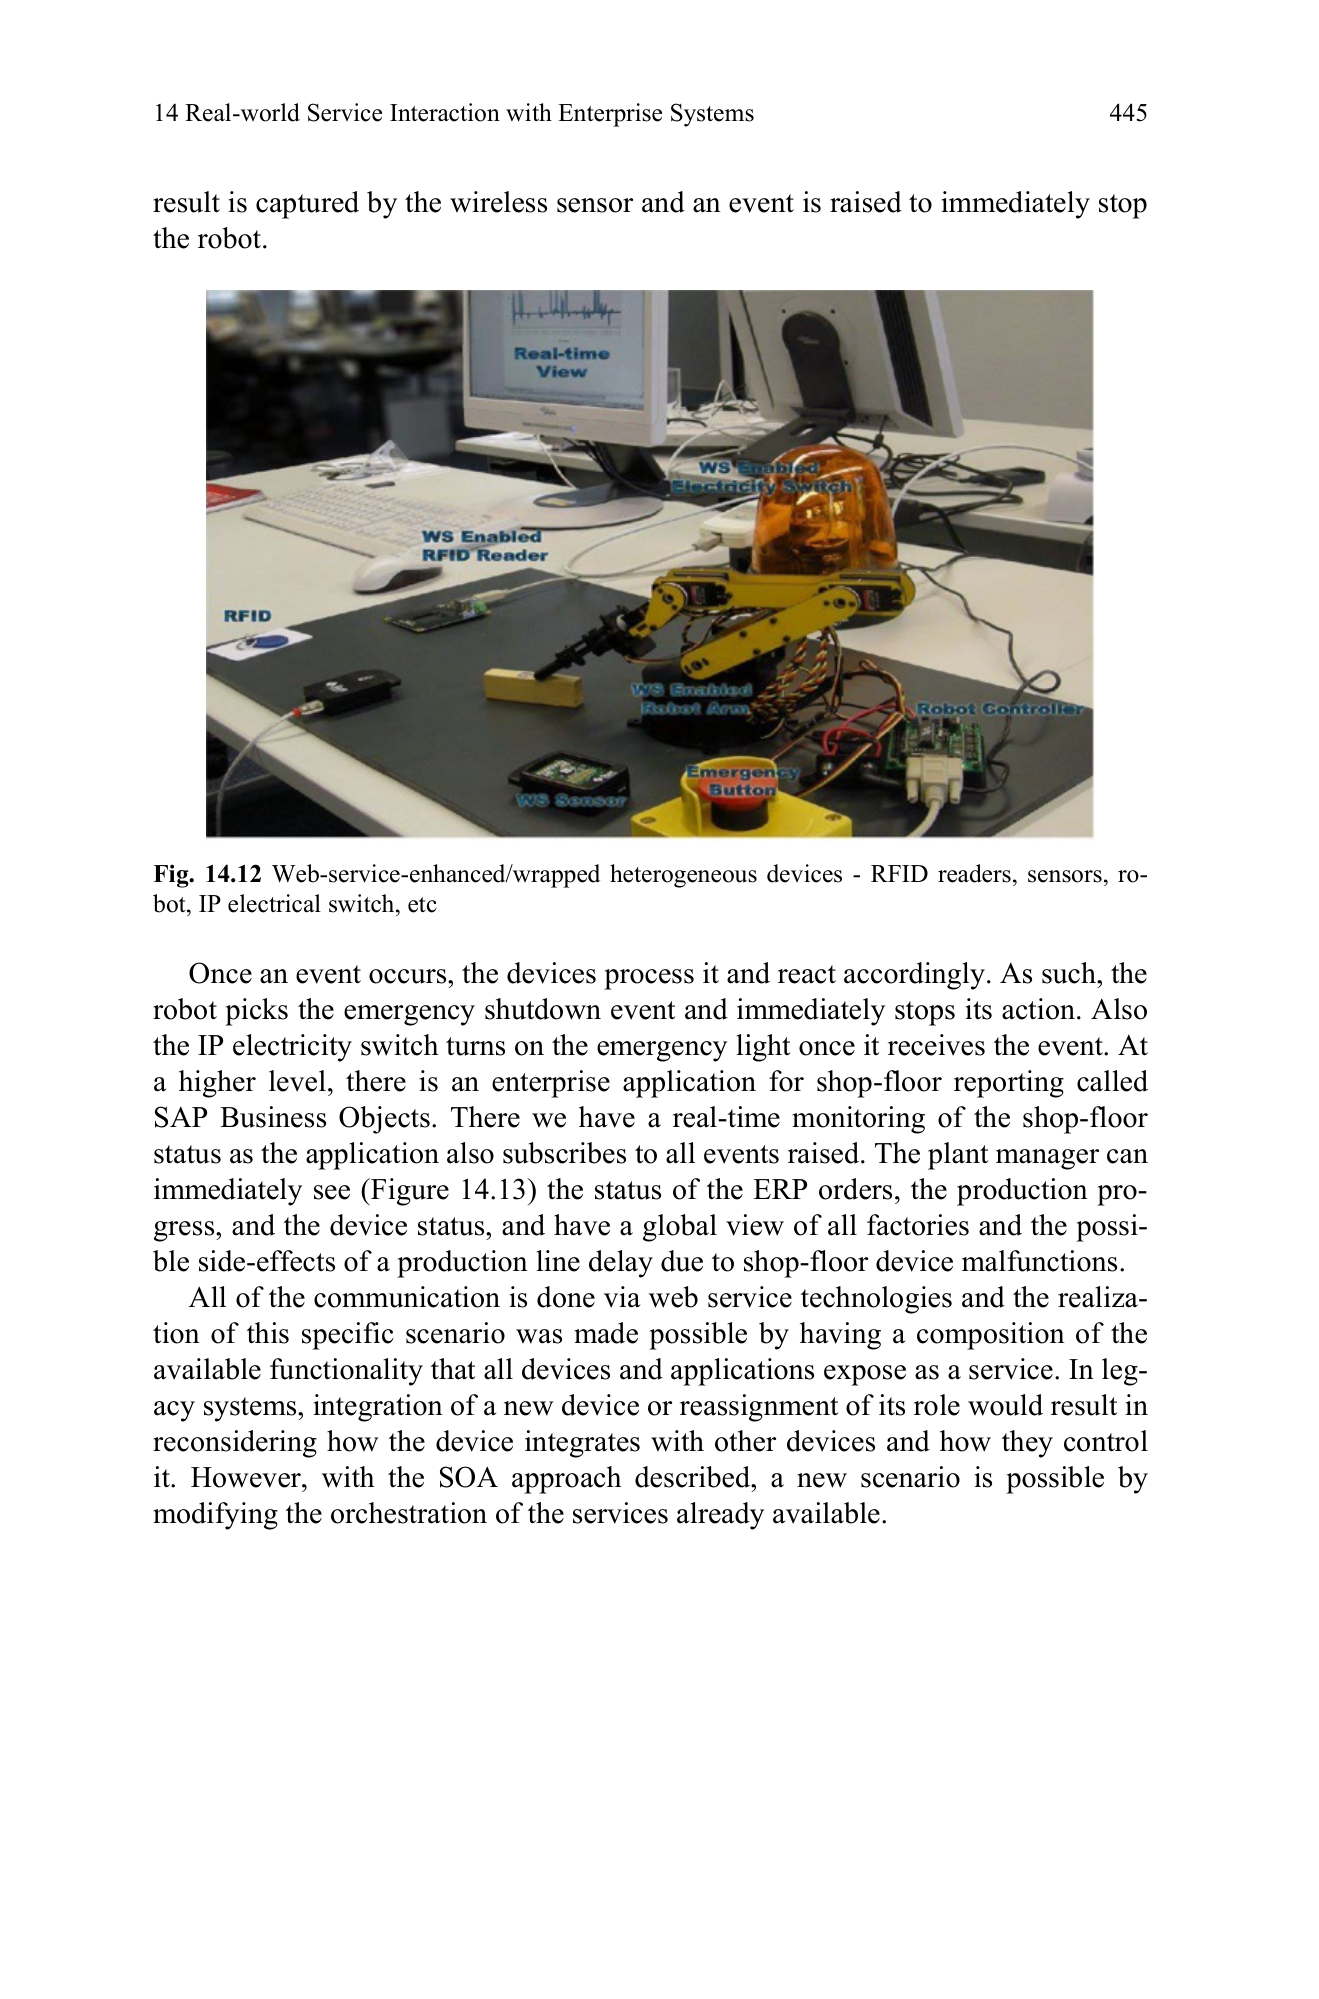 14 Real-world Service Interaction with Enterprise Systems 445
result is captured by the wireless sensor and an event is raised to immediately stop
the robot.
Real-time
View
WS Enabled
Electricity Switch
WS Enabled
RFID Reader
RFID
WS Enabled
Robot Arm
Robot Controller
Emergency
Button
WS Sensor
Fig. 14.12 Web-service-enhanced/wrapped heterogeneous devices - RFID readers, sensors, ro-
bot, IP electrical switch, etc
Once an event occurs, the devices process it and react accordingly. As such, the
robot picks the emergency shutdown event and immediately stops its action. Also
the IP electricity switch turns on the emergency light once it receives the event. At
a higher level, there is an enterprise application for shop-floor reporting called
SAP Business Objects. There we have a real-time monitoring of the shop-floor
status as the application also subscribes to all events raised. The plant manager can
immediately see (Figure 14.13) the status of the ERP orders, the production pro-
gress, and the device status, and have a global view of all factories and the possi-
ble side-effects of a production line delay due to shop-floor device malfunctions.
All of the communication is done via web service technologies and the realiza-
tion of this specific scenario was made possible by having a composition of the
available functionality that all devices and applications expose as a service. In leg-
acy systems, integration of a new device or reassignment of its role would result in
reconsidering how the device integrates with other devices and how they control
it. However, with the SOA approach described, a new scenario is possible by
modifying the orchestration of the services already available.